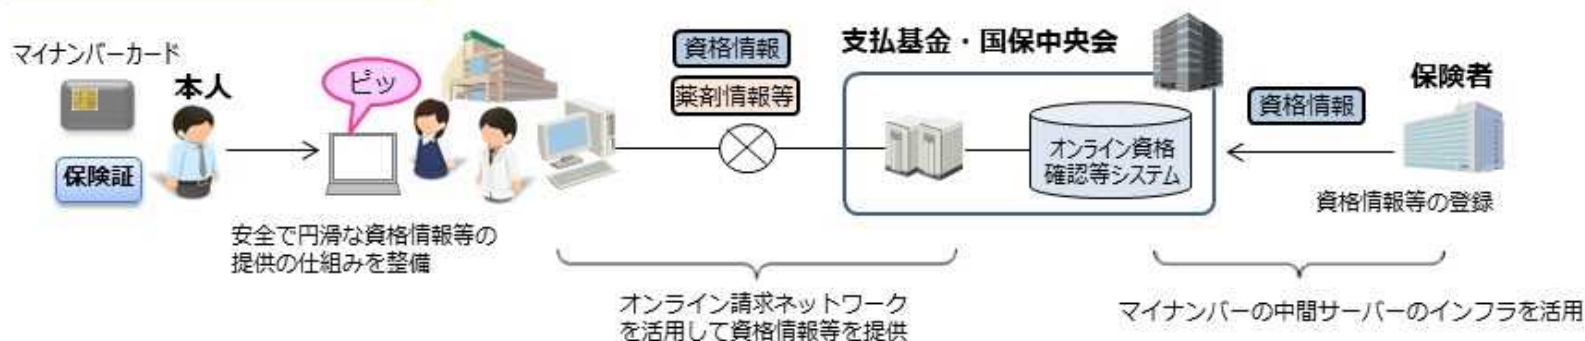 マイナンバーカード
本人
保険証
ピッ
安全で円滑な資格情報等の
提供の仕組みを整備
資格情報
薬剤情報等
支払基金・国保中央会
オンライン資格
確認等システム
資格情報
保険者
資格情報等の登録
オンライン請求ネットワーク
を活用して資格情報等を提供
マイナンバーの中間サーバーのインフラを活用